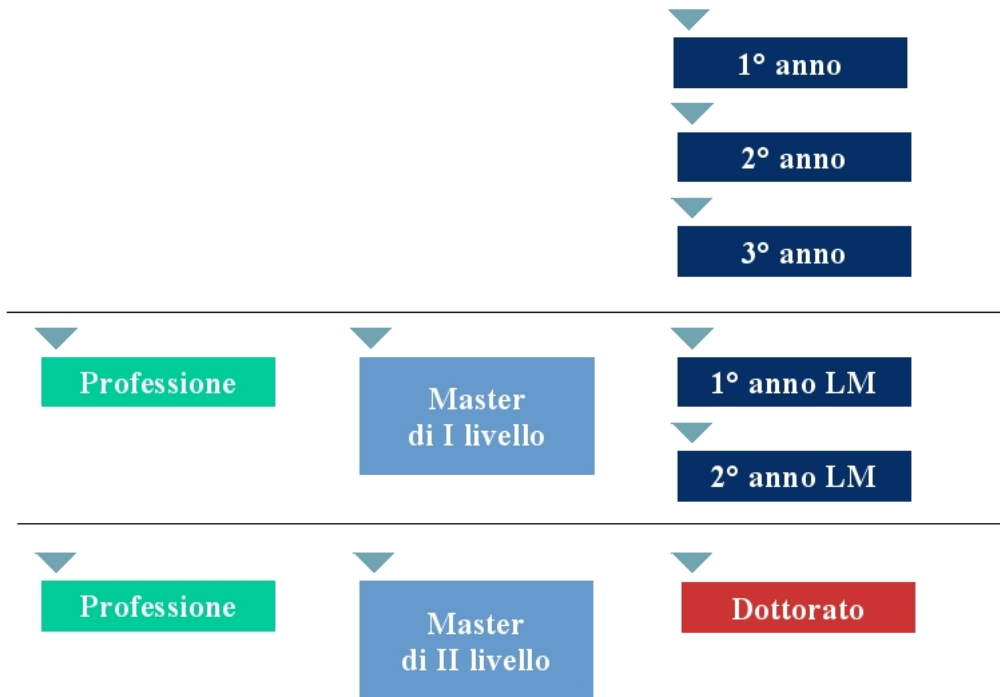 1° anno
2° anno
3° anno
Professione
Master
di I livello
1° anno LM
2° anno LM
Professione
Master
di II livello
Dottorato